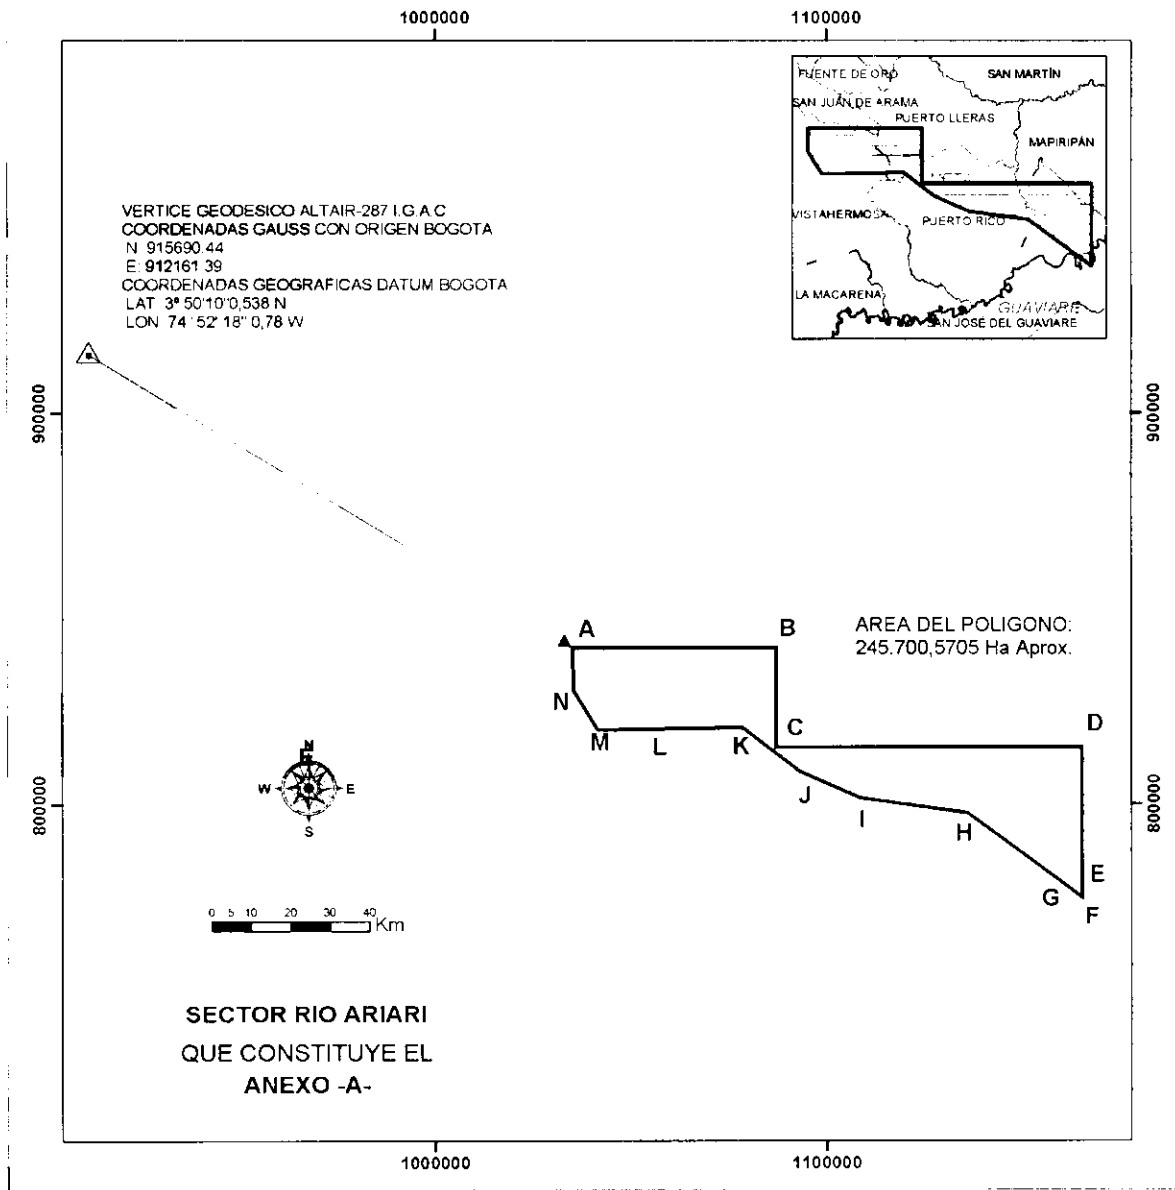 1000000
1100000
FUENTE DE ORO
SAN MARTÍN
SAN JUAN DE ARAMA
PUERTO LLERAS
MAPIRIPÁN
VISTAHERMOSA
PUERTO RICO
LA MACARENA
GUAVIARE
SAN JOSÉ DEL GUAVIARE
VERTICE GEODESICO ALTAIR-287 I.G.A.C
COORDENADAS GAUSS CON ORIGEN BOGOTA
N 915690.44
E: 912161.39
COORDENADAS GEOGRAFICAS DATUM BOGOTA
LAT 3° 50'10"0,538 N
LON 74° 52' 18" 0,78 W
900000
900000
A
B
AREA DEL POLIGONO:
245.700,5705 Ha Aprox.
N
M
L
K
C
D
J
I
H
G
E
F
N
W
E
S
800000
800000
0 5 10 20 30 40
Km
SECTOR RIO ARIARI
QUE CONSTITUYE EL
ANEXO -A-
1000000
1100000